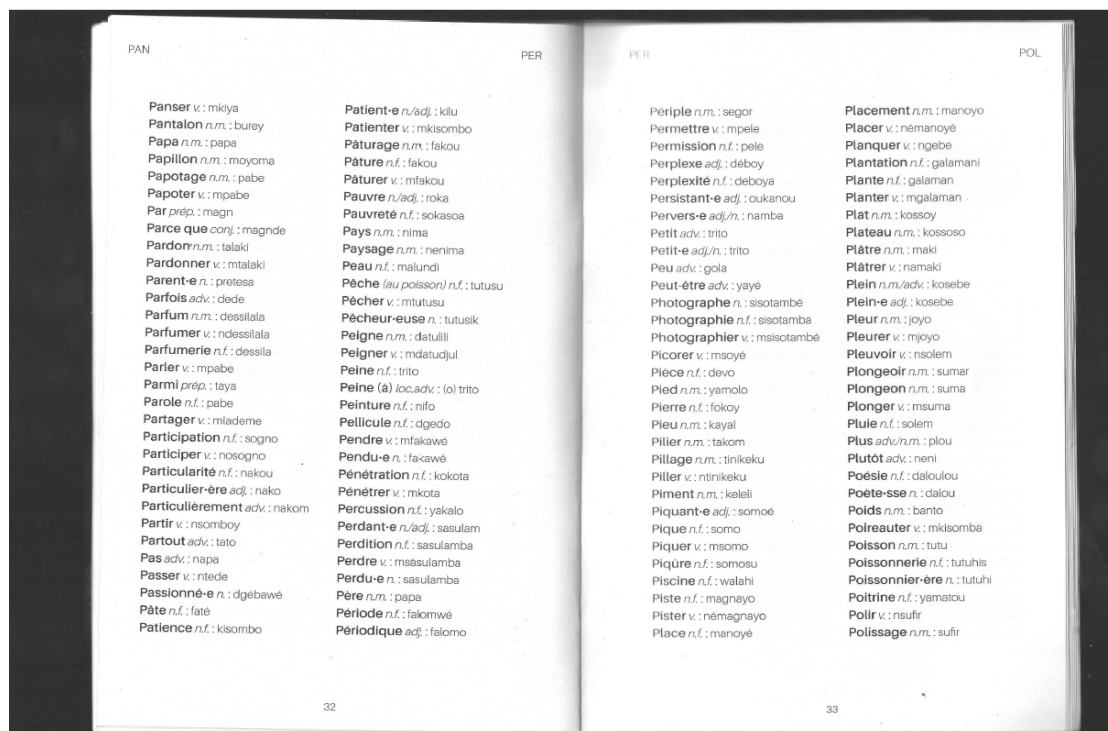 PAN
PER
Panser v. : mkiya
Pantalon n.m. : burey
Papa n.m. : papa
Papillon n.m. : moyoma
Papotage n.m. : pabe
Papoter v. : mpabe
Par prép. : magn
Parce que conj. : magnde
Pardon n.m. : talaki
Pardonner v. : mtalaki
Parent·e n. : pretesa
Parfois adv. : dede
Parfum n.m. : dessilala
Parfumer v. : ndessilala
Parfumerie n.f. : dessila
Parler v. : mpabe
Parmi prép. : taya
Parole n.f. : pabe
Partager v. : mlademe
Participation n.f. : sogno
Participer v. : nosogno
Particularité n.f. : nakou
Particulier·ère adj. : nako
Particulièrement adv. : nakom
Partir v. : nsomboy
Partout adv. : tato
Pas adv. : napa
Passer v. : ntede
Passionné·e n. : dgébawé
Pâte n.f. : faté
Patience n.f. : kisombo
Patient·e n./adj. : kilu
Patienter v. : mkisombo
Pâturage n.m. : fakou
Pâture n.f. : fakou
Pâturer v. : mfakou
Pauvre n./adj. : roka
Pauvreté n.f. : sokasoa
Pays n.m. : nima
Paysage n.m. : nenima
Peau n.f. : malundi
Pêche (au poisson) n.f. : tutusu
Pêcher v. : mtutusu
Pêcheur·euse n. : tutusik
Peigne n.m. : datulili
Peigner v. : mdatudjul
Peine n.f. : trito
Peine (à) loc.adv. : (o) trito
Peinture n.f. : nifo
Pellicule n.f. : dgedo
Pendre v. : mfakawé
Pendu·e n. : fakawé
Pénétration n.f. : kokota
Pénétrer v. : mkota
Percussion n.f. : yakalo
Perdant·e n./adj. : sasulam
Perdition n.f. : sasulamba
Perdre v. : msasulamba
Perdu·e n. : sasulamba
Père n.m. : papa
Période n.f. : falomwé
Périodique adj. : falomo
32
PER
POL
Périple n.m. : segor
Permettre v. : mpele
Permission n.f. : pele
Perplexe adj. : déboy
Perplexité n.f. : deboya
Persistant·e adj. : oukanou
Pervers·e adj./n. : namba
Petit adv. : trito
Petit·e adj./n. : trito
Peu adv. : gola
Peut-être adv. : yayé
Photographe n. : sisotambé
Photographie n.f. : sisotamba
Photographier v. : msisotambé
Picorer v. : msoyé
Pièce n.f. : devo
Pied n.m. : yamolo
Pierre n.f. : fokoy
Pieu n.m. : kayal
Pilier n.m. : takom
Pillage n.m. : tinikeku
Piller v. : ntinikeku
Piment n.m. : keleli
Piquant·e adj. : somoé
Pique n.f. : somo
Piquer v. : msomo
Piqûre n.f. : somosu
Piscine n.f. : walahi
Piste n.f. : magnayo
Pister v. : némagnayo
Place n.f. : manoyé
Placement n.m. : manoyo
Placer v. : némanoyé
Planquer v. : ngebe
Plantation n.f. : galamani
Plante n.f. : galaman
Planter v. : mgalaman
Plat n.m. : kossoy
Plateau n.m. : kossoso
Plâtre n.m. : maki
Plâtrer v. : namaki
Plein n.m./adv. : kosebe
Plein·e adj. : kosebe
Pleur n.m. : joyo
Pleurer v. : mjoyo
Pleuvoir v. : nsolem
Plongeoir n.m. : sumar
Plongeon n.m. : suma
Plonger v. : msuma
Pluie n.f. : solem
Plus adv./n.m. : plou
Plutôt adv. : neni
Poésie n.f. : daloulou
Poète·sse n. : dalou
Poids n.m. : banto
Poireauter v. : mkisomba
Poisson n.m. : tutu
Poissonnerie n.f. : tutuhis
Poissonnier·ère n. : tutuhi
Poitrine n.f. : yamatou
Polir v. : nsufir
Polissage n.m. : sufir
33